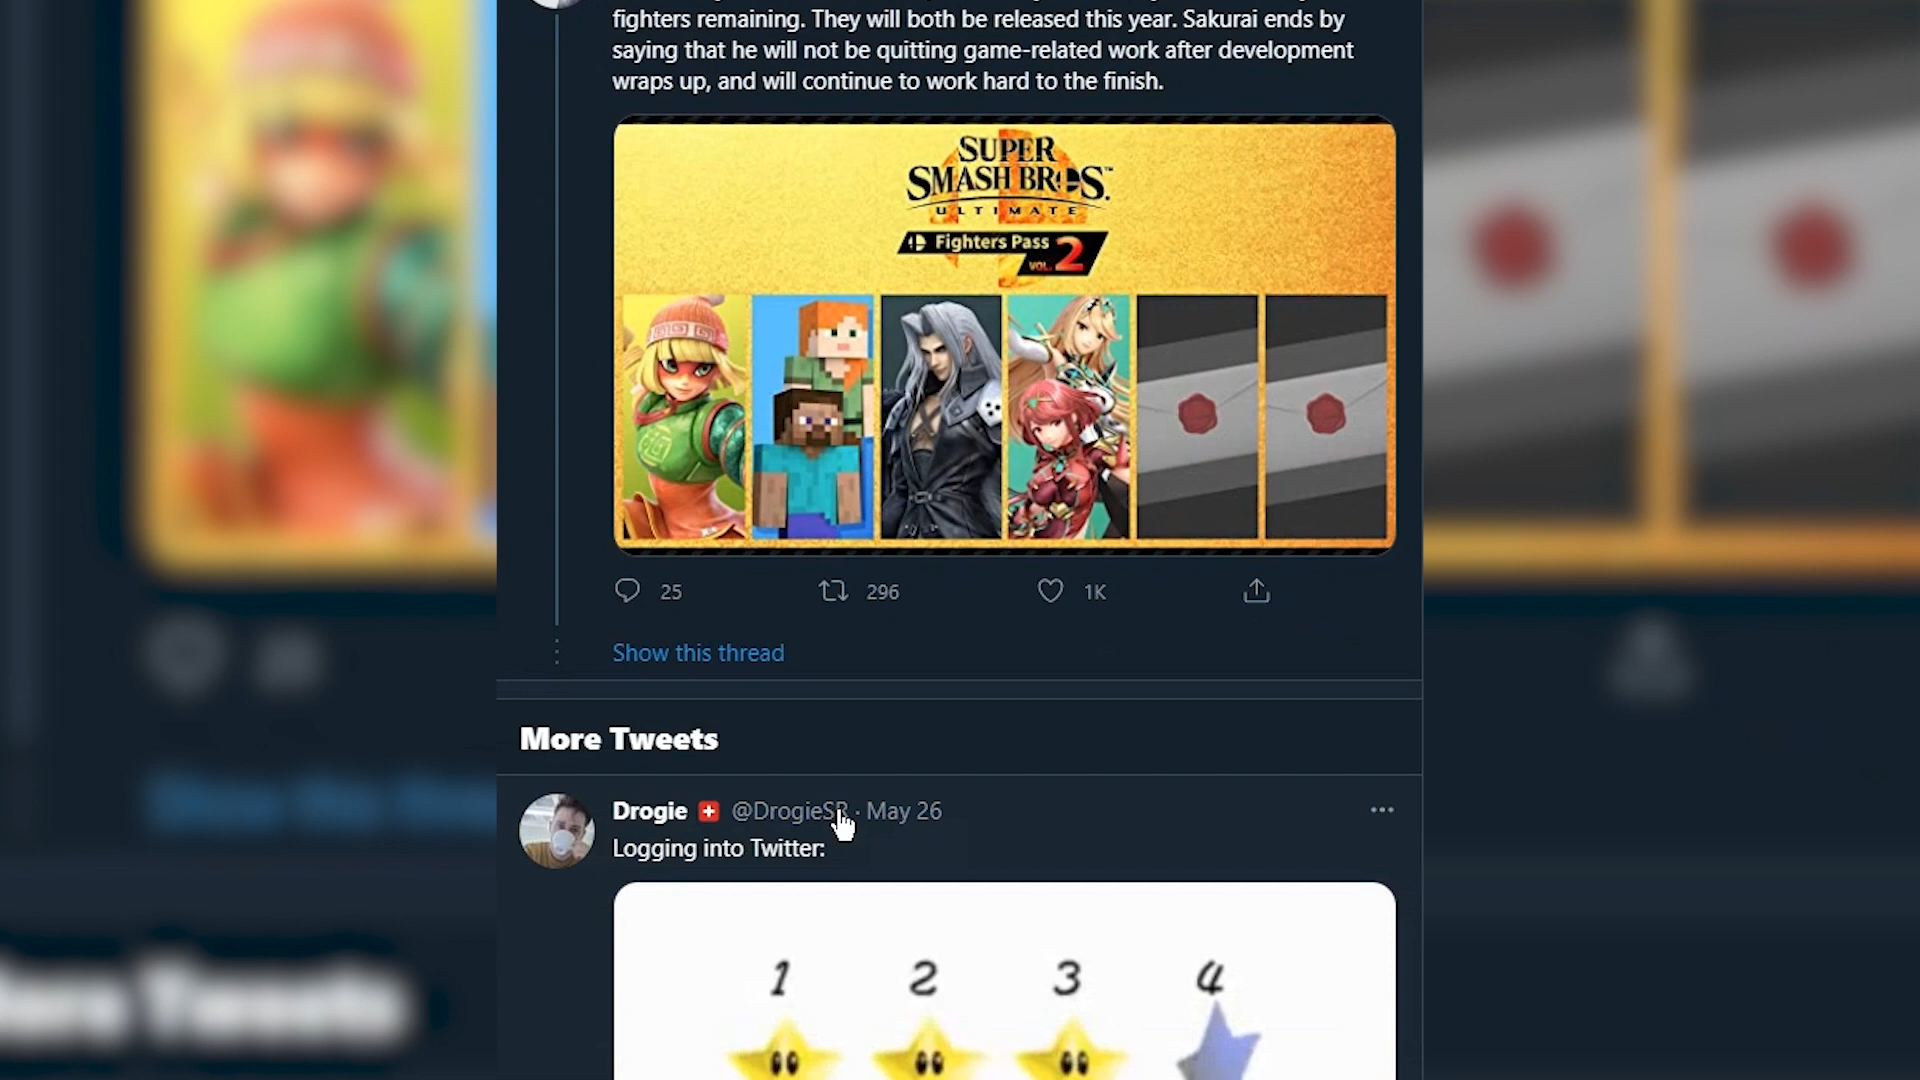 fighters remaining. They will both be released this year. Sakurai ends by
saying that he will not be quitting game-related work after development
wraps up, and will continue to work hard to the finish.
SUPER
SMASH BROS.™
ULTIMATE
Fighters Pass
VOL. 2
25 296 1K
Show this thread
More Tweets
Drogie @DrogieSR · May 26
Logging into Twitter:
1 2 3 4
More Tweets